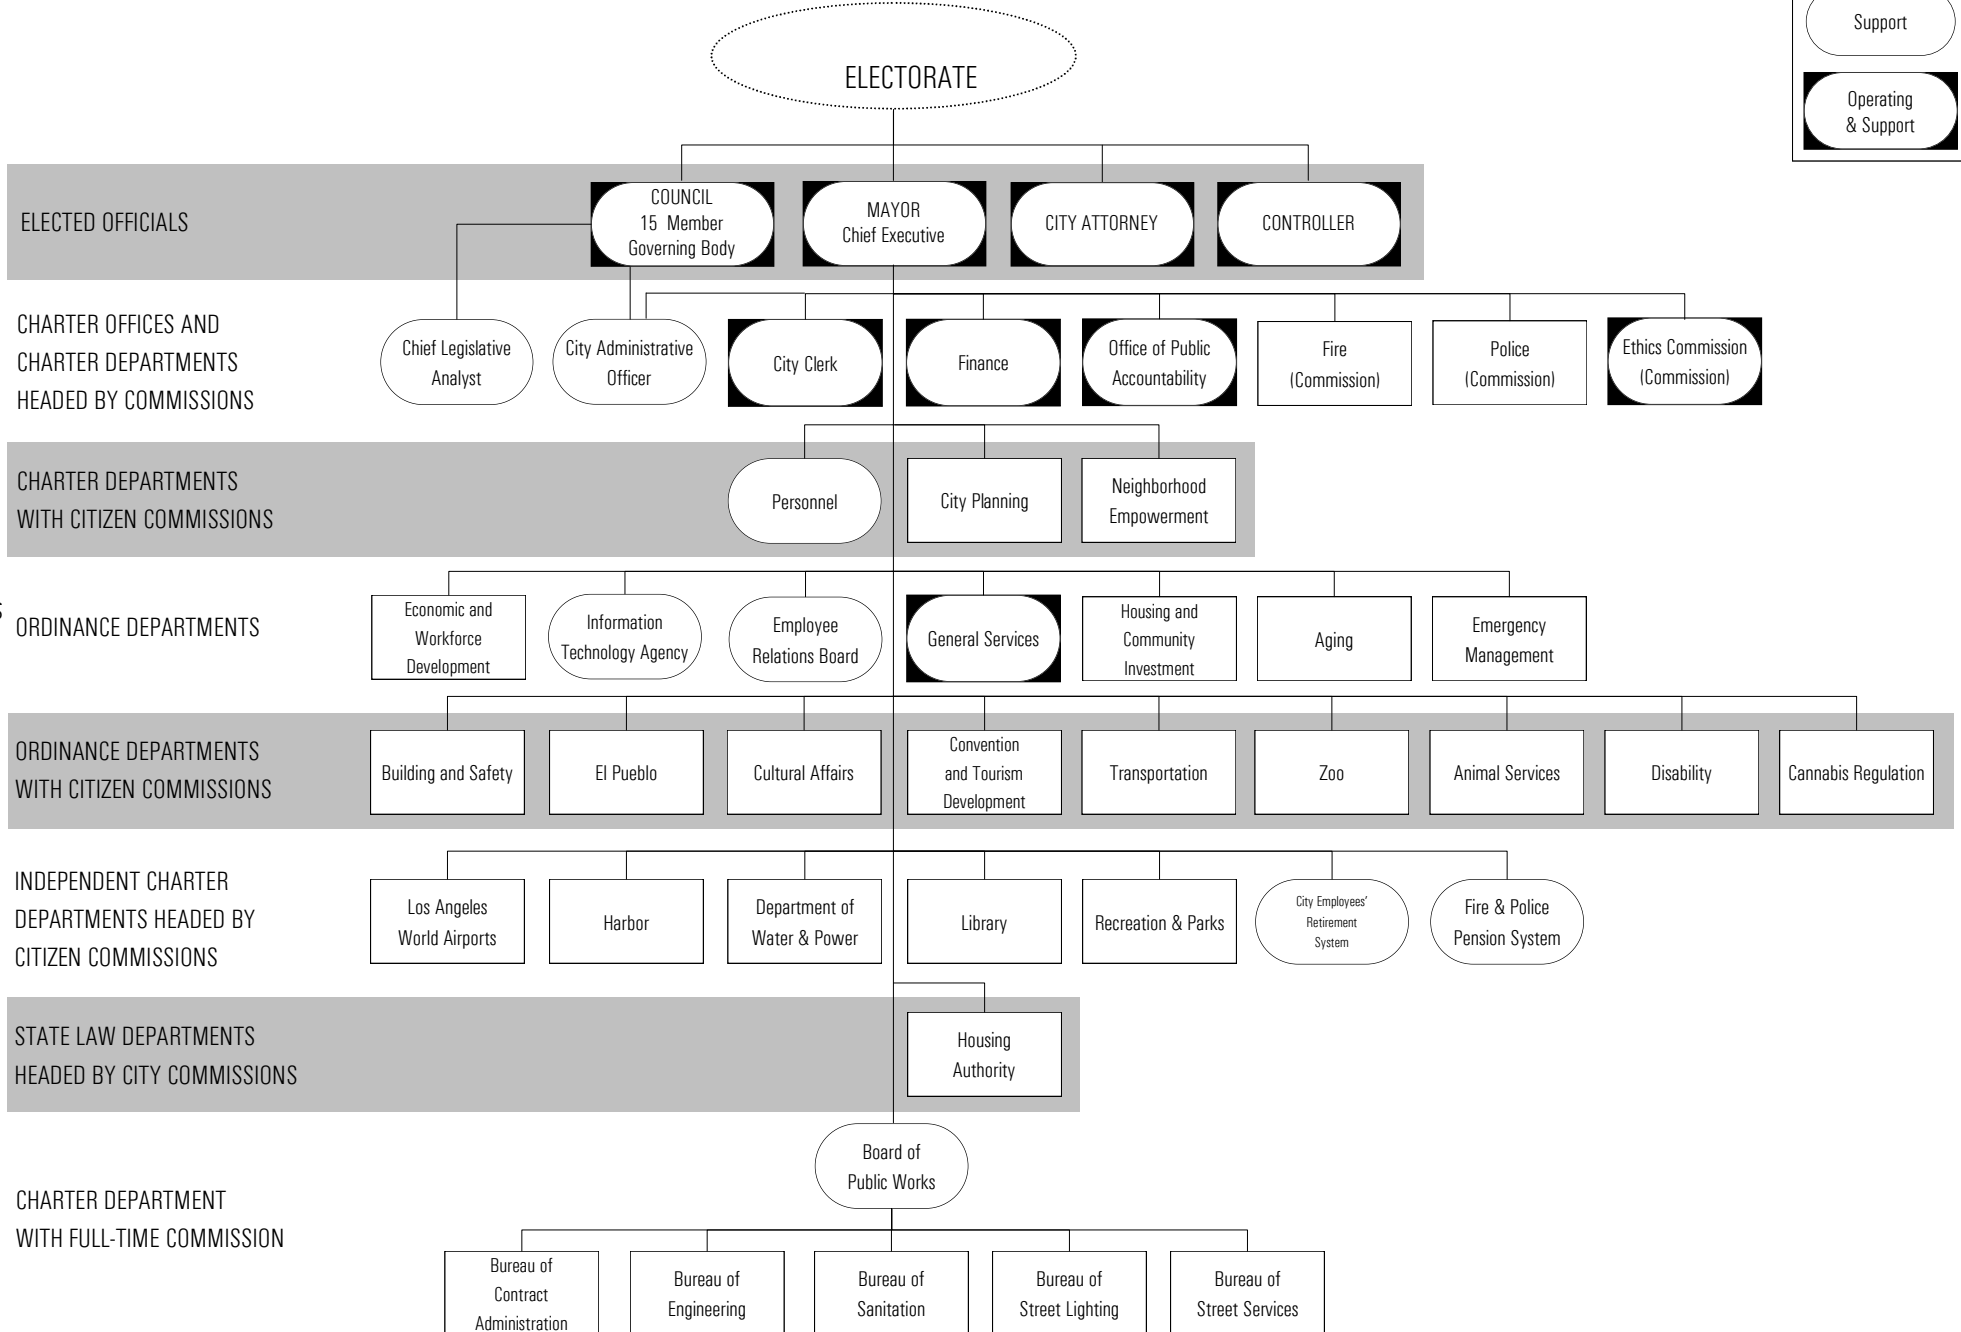 Support
Operating
& Support
ELECTORATE
ELECTED OFFICIALS
COUNCIL
15 Member
Governing Body
MAYOR
Chief Executive
CITY ATTORNEY
CONTROLLER
CHARTER OFFICES AND
CHARTER DEPARTMENTS
HEADED BY COMMISSIONS
Chief Legislative
Analyst
City Administrative
Officer
City Clerk
Finance
Office of Public
Accountability
Fire
(Commission)
Police
(Commission)
Ethics Commission
(Commission)
CHARTER DEPARTMENTS
WITH CITIZEN COMMISSIONS
Personnel
City Planning
Neighborhood
Empowerment
S
ORDINANCE DEPARTMENTS
Economic and
Workforce
Development
Information
Technology Agency
Employee
Relations Board
General Services
Housing and
Community
Investment
Aging
Emergency
Management
ORDINANCE DEPARTMENTS
WITH CITIZEN COMMISSIONS
Building and Safety
El Pueblo
Cultural Affairs
Convention
and Tourism
Development
Transportation
Zoo
Animal Services
Disability
Cannabis Regulation
INDEPENDENT CHARTER
DEPARTMENTS HEADED BY
CITIZEN COMMISSIONS
Los Angeles
World Airports
Harbor
Department of
Water & Power
Library
Recreation & Parks
City Employees'
Retirement
System
Fire & Police
Pension System
STATE LAW DEPARTMENTS
HEADED BY CITY COMMISSIONS
Housing
Authority
Board of
Public Works
CHARTER DEPARTMENT
WITH FULL-TIME COMMISSION
Bureau of
Contract
Administration
Bureau of
Engineering
Bureau of
Sanitation
Bureau of
Street Lighting
Bureau of
Street Services